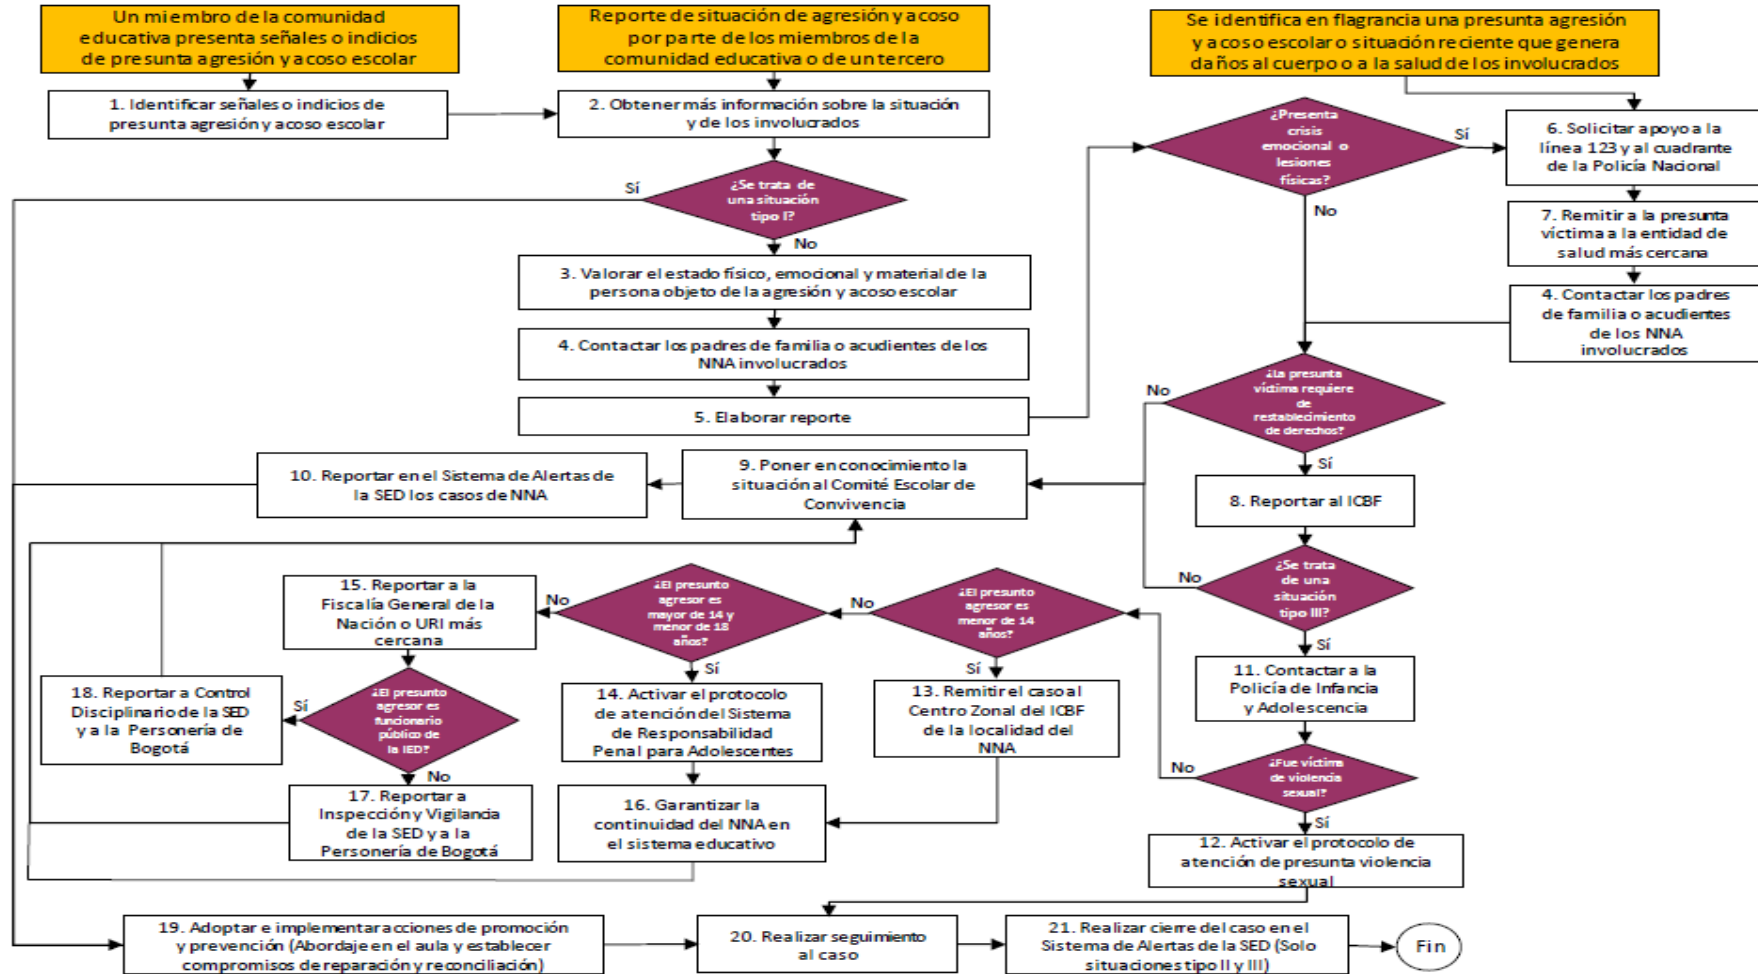 Un miembro de la comunidad
educativa presenta señales o indicios
de presunta agresión y acoso escolar
Reporte de situación de agresión y acoso
por parte de los miembros de la
comunidad educativa o de un tercero
Se identifica en flagrancia una presunta agresión
y acoso escolar o situación reciente que genera
daños al cuerpo o a la salud de los involucrados
1. Identificar señales o indicios de
presunta agresión y acoso escolar
2. Obtener más información sobre la situación
y de los involucrados
¿Presenta
crisis
emocional o
lesiones
físicas?
Sí
No
6. Solicitar apoyo a la
línea 123 y al cuadrante
de la Policía Nacional
¿Se trata de
una situación
tipo I?
Sí
No
7. Remitir a la presunta
víctima a la entidad de
salud más cercana
3. Valorar el estado físico, emocional y material de la
persona objeto de la agresión y acoso escolar
4. Contactar los padres
de familia o acudientes
de los NNA
involucrados
4. Contactar los padres de familia o acudientes de los
NNA involucrados
5. Elaborar reporte
¿La presunta
víctima requiere
de
restablecimiento
de derechos?
No
Sí
10. Reportar en el Sistema de Alertas de
la SED los casos de NNA
9. Poner en conocimiento la
situación al Comité Escolar de
Convivencia
8. Reportar al ICBF
¿Se trata
de una
situación
tipo III?
No
Sí
15. Reportar a la
Fiscalía General de la
Nación o URI más
cercana
No
¿El presunto
agresor es
mayor de 14 y
menor de 18
años?
Sí
No
¿El presunto
agresor es
menor de 14
años?
Sí
11. Contactar a la
Policía de Infancia
y Adolescencia
18. Reportar a Control
Disciplinario de la SED
y a la Personería de
Bogotá
Sí
¿El presunto
agresor es
funcionario
público de
la IED?
No
14. Activar el protocolo
de atención del Sistema
de Responsabilidad
Penal para Adolescentes
13. Remitir el caso al
Centro Zonal del ICBF
de la localidad del
NNA
¿Fue víctima
de violencia
sexual?
No
Sí
17. Reportar a
Inspección y Vigilancia
de la SED y a la
Personería de Bogotá
16. Garantizar la
continuidad del NNA en
el sistema educativo
12. Activar el protocolo de
atención de presunta violencia
sexual
19. Adoptar e implementar acciones de promoción
y prevención (Abordaje en el aula y establecer
compromisos de reparación y reconciliación)
20. Realizar seguimiento
al caso
21. Realizar cierre del caso en el
Sistema de Alertas de la SED (Solo
situaciones tipo II y III)
Fin